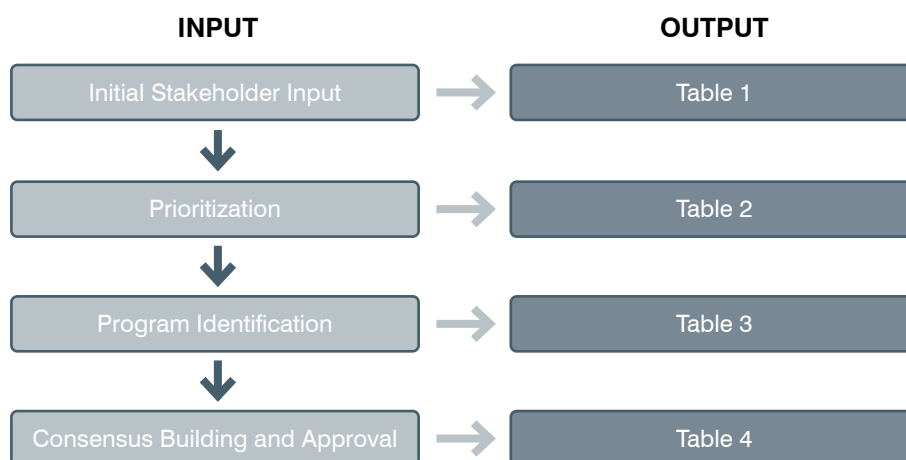 INPUT
OUTPUT
Initial Stakeholder Input
Table 1
Prioritization
Table 2
Program Identification
Table 3
Consensus Building and Approval
Table 4